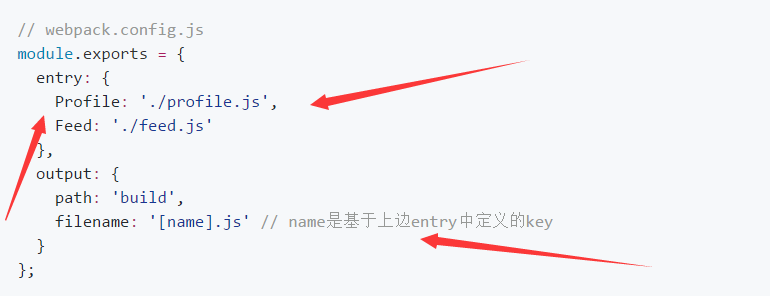 // webpack.config.js
module.exports = {
  entry: {
    Profile: './profile.js',
    Feed: './feed.js'
  },
  output: {
    path: 'build',
    filename: '[name].js' // name是基于上边entry中定义的key
  }
};